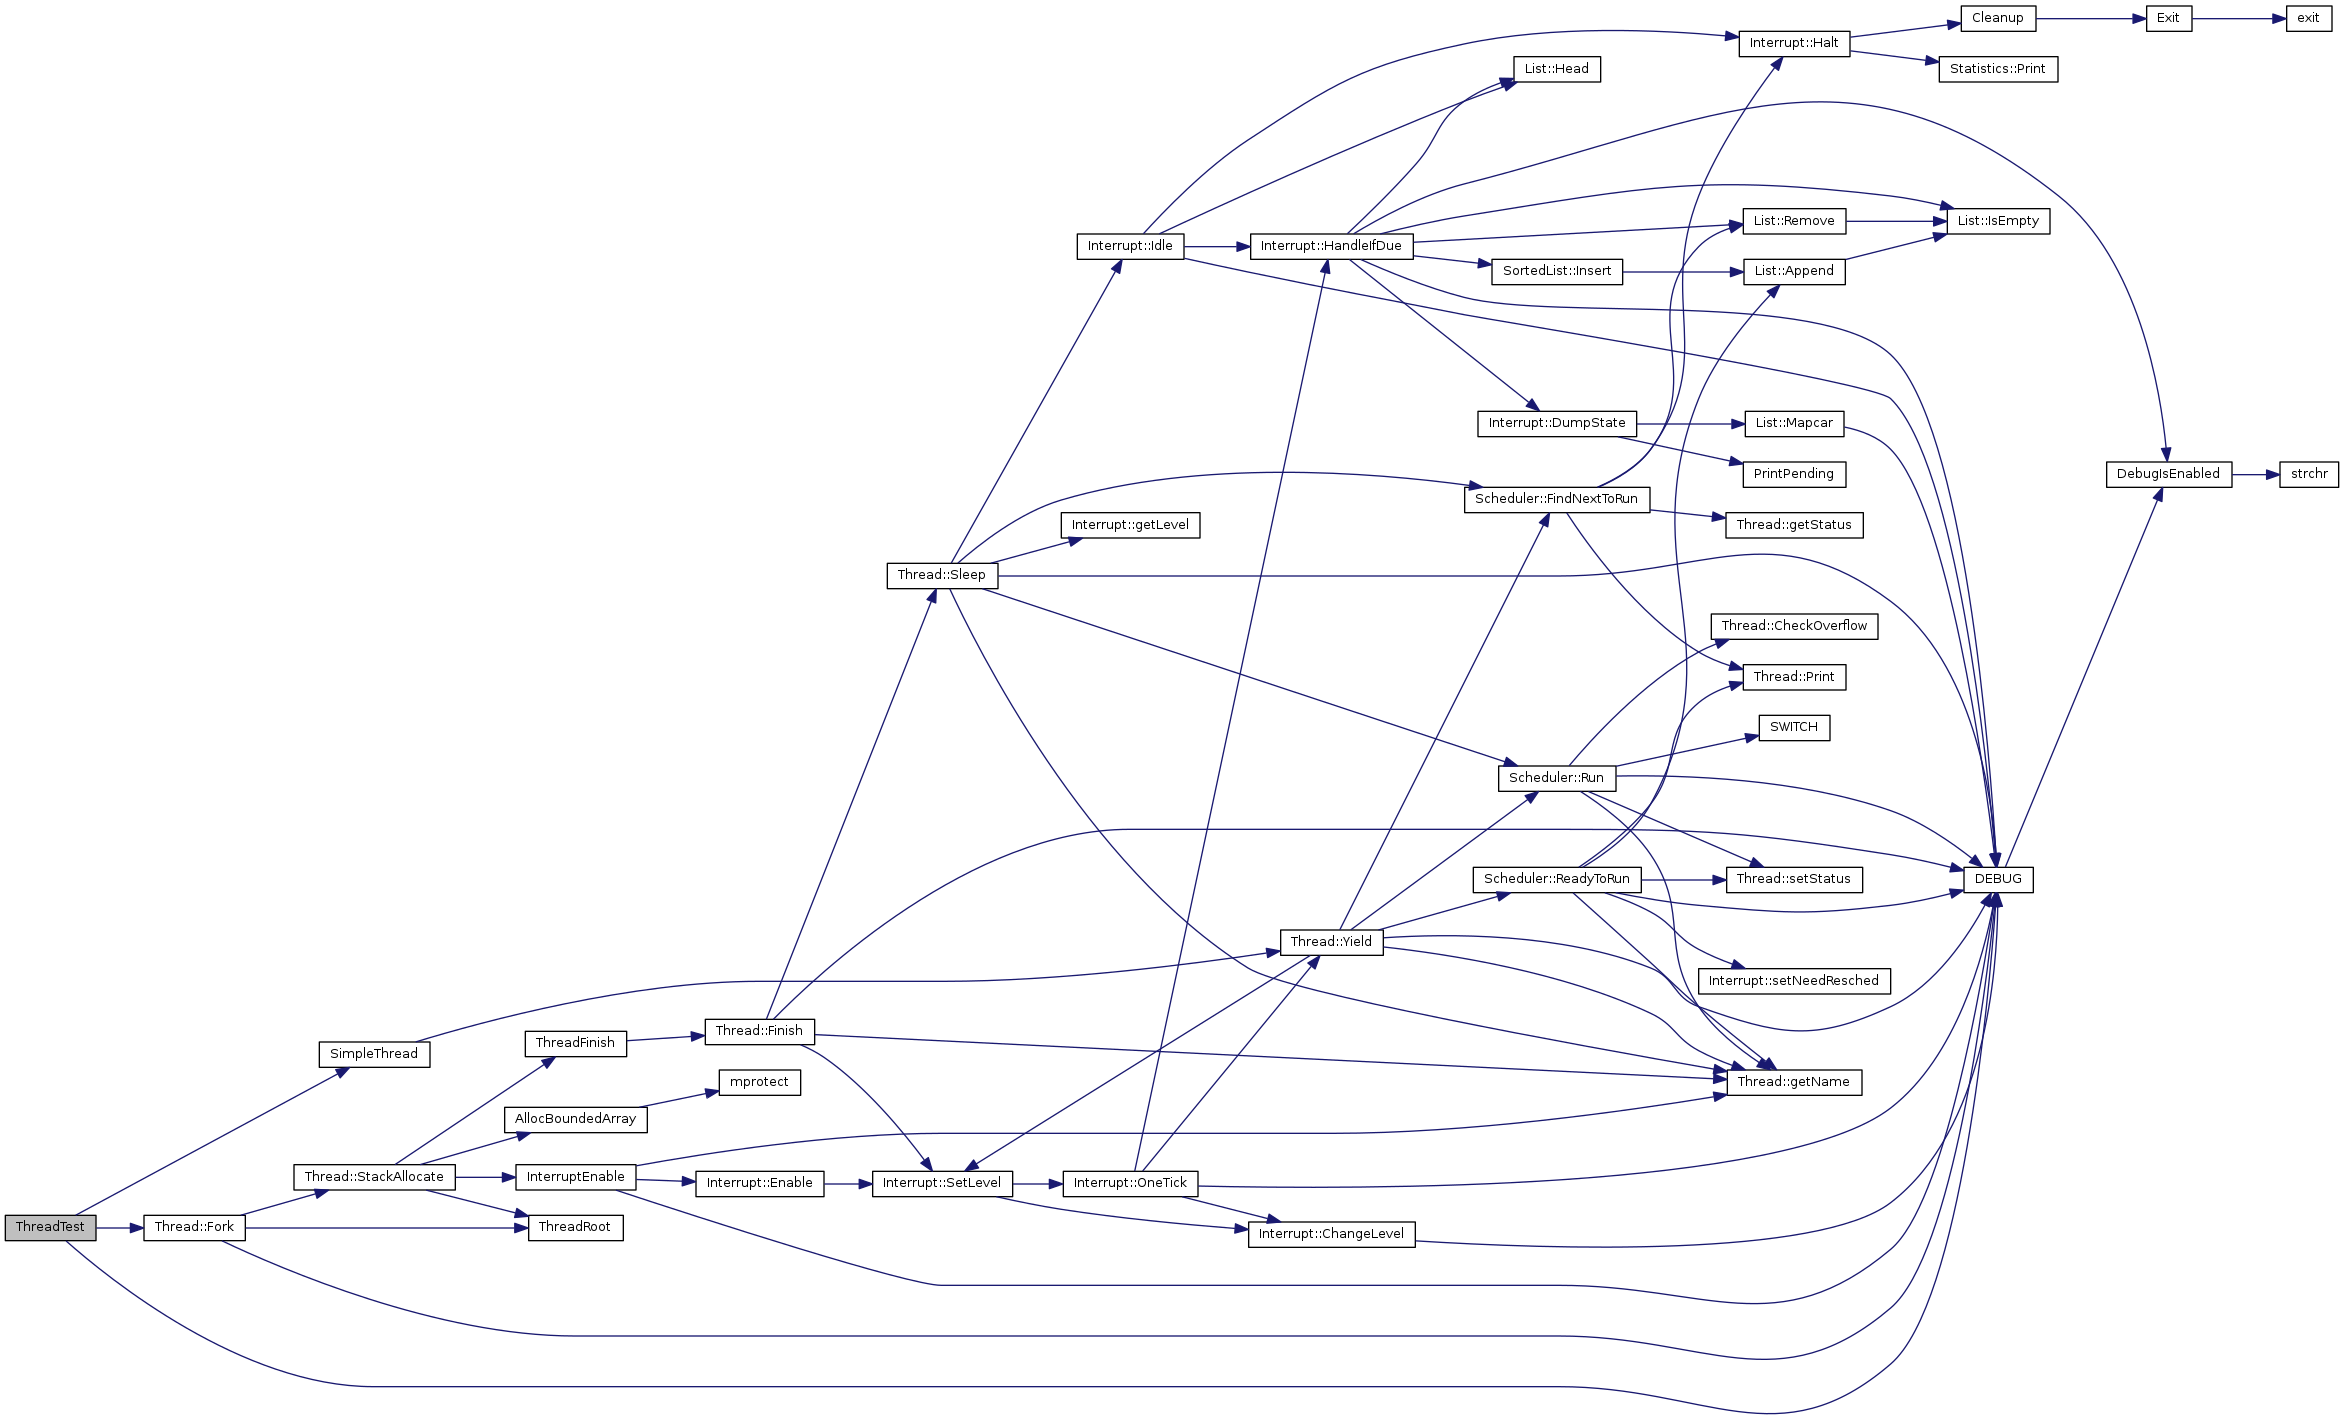 Cleanup
Exit
exit
Interrupt::Halt
List::Head
Statistics::Print
List::Remove
List::IsEmpty
Interrupt::Idle
Interrupt::HandleIfDue
SortedList::Insert
List::Append
Interrupt::DumpState
List::Mapcar
PrintPending
DebugIsEnabled
strchr
Scheduler::FindNextToRun
Interrupt::getLevel
Thread::getStatus
Thread::Sleep
Thread::CheckOverflow
Thread::Print
SWITCH
Scheduler::Run
Scheduler::ReadyToRun
Thread::setStatus
DEBUG
Thread::Yield
Interrupt::setNeedResched
Thread::Finish
ThreadFinish
SimpleThread
mprotect
Thread::getName
AllocBoundedArray
Thread::StackAllocate
InterruptEnable
Interrupt::Enable
Interrupt::SetLevel
Interrupt::OneTick
ThreadTest
Thread::Fork
ThreadRoot
Interrupt::ChangeLevel